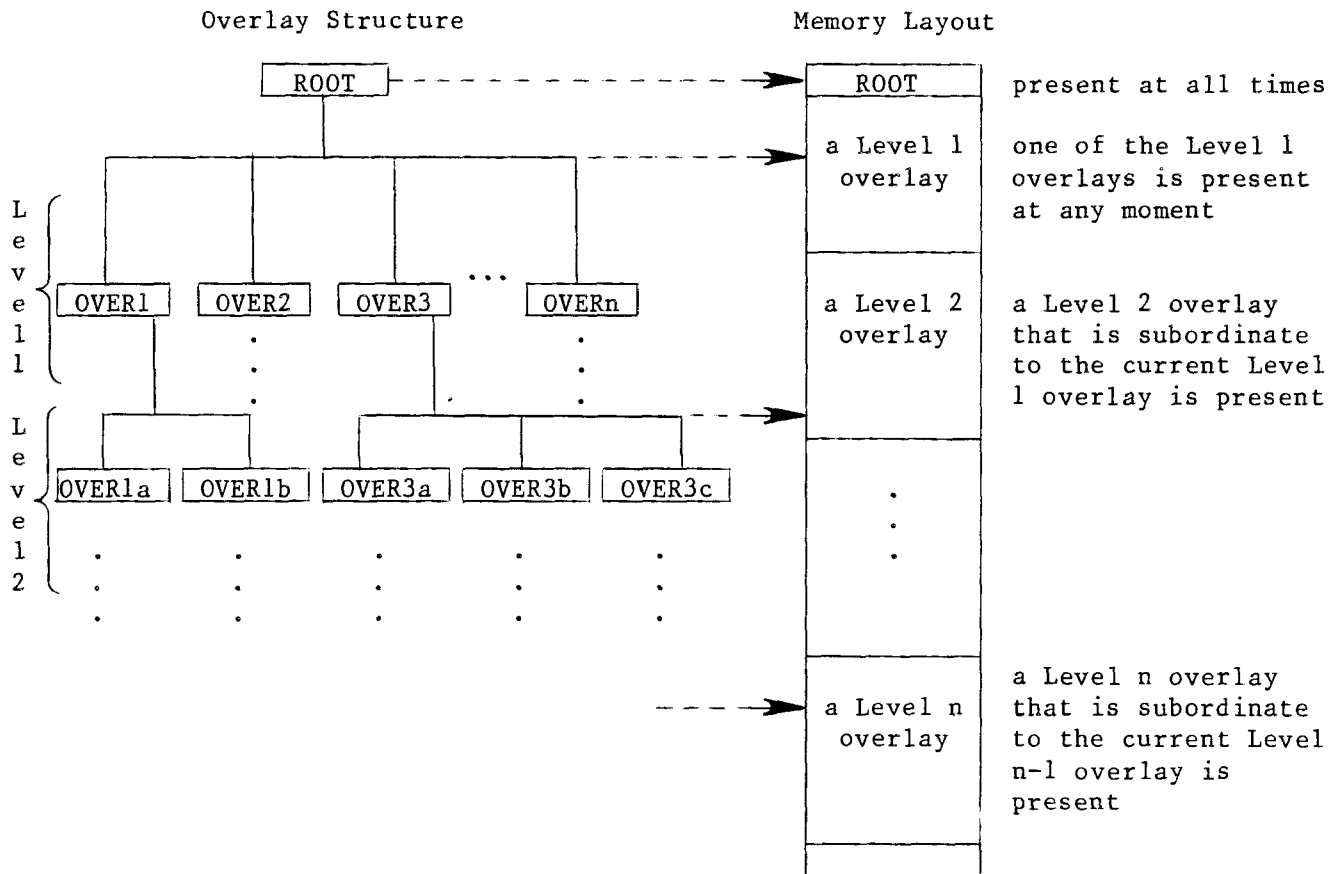 Overlay Structure
Memory Layout
ROOT
ROOT
present at all times
a Level 1
overlay
one of the Level 1
overlays is present
at any moment
Level 1
OVER1
OVER2
OVER3
...
OVERn
a Level 2
overlay
a Level 2 overlay
that is subordinate
to the current Level
1 overlay is present
Level 2
OVER1a
OVER1b
OVER3a
OVER3b
OVER3c
a Level n
overlay
a Level n overlay
that is subordinate
to the current Level
n-1 overlay is
present